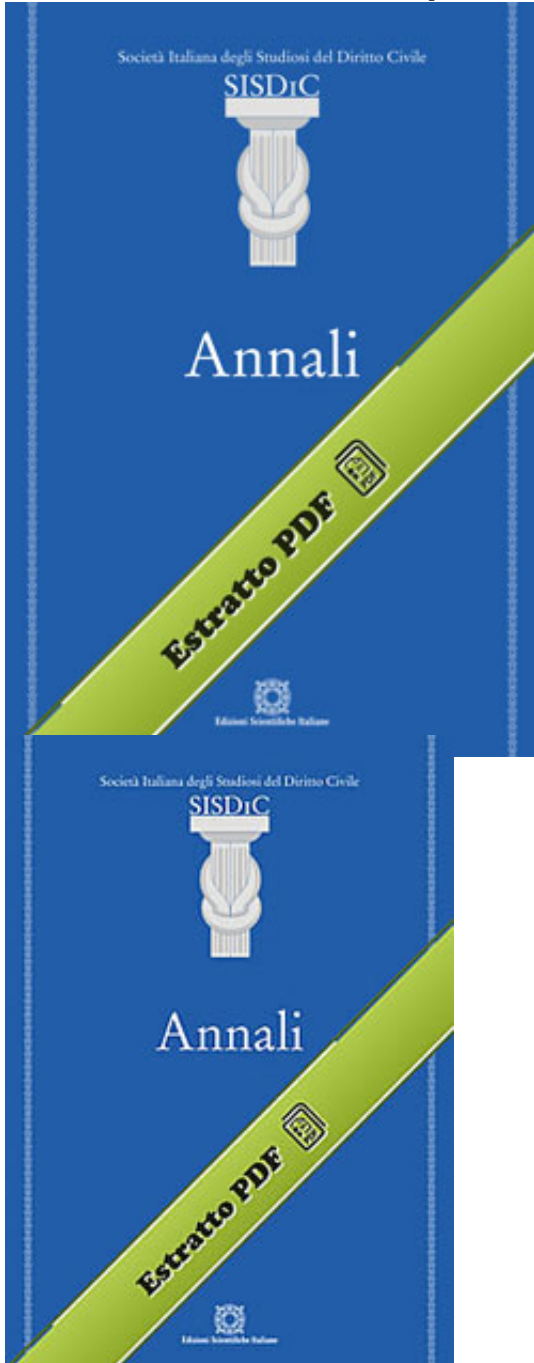 Società Italiana degli Studiosi del Diritto Civile
SISDIC
Annali
Estratto PDF
Edizioni Scientifiche Italiane
Società Italiana degli Studiosi del Diritto Civile
SISDIC
Annali
Estratto PDF
Edizioni Scientifiche Italiane